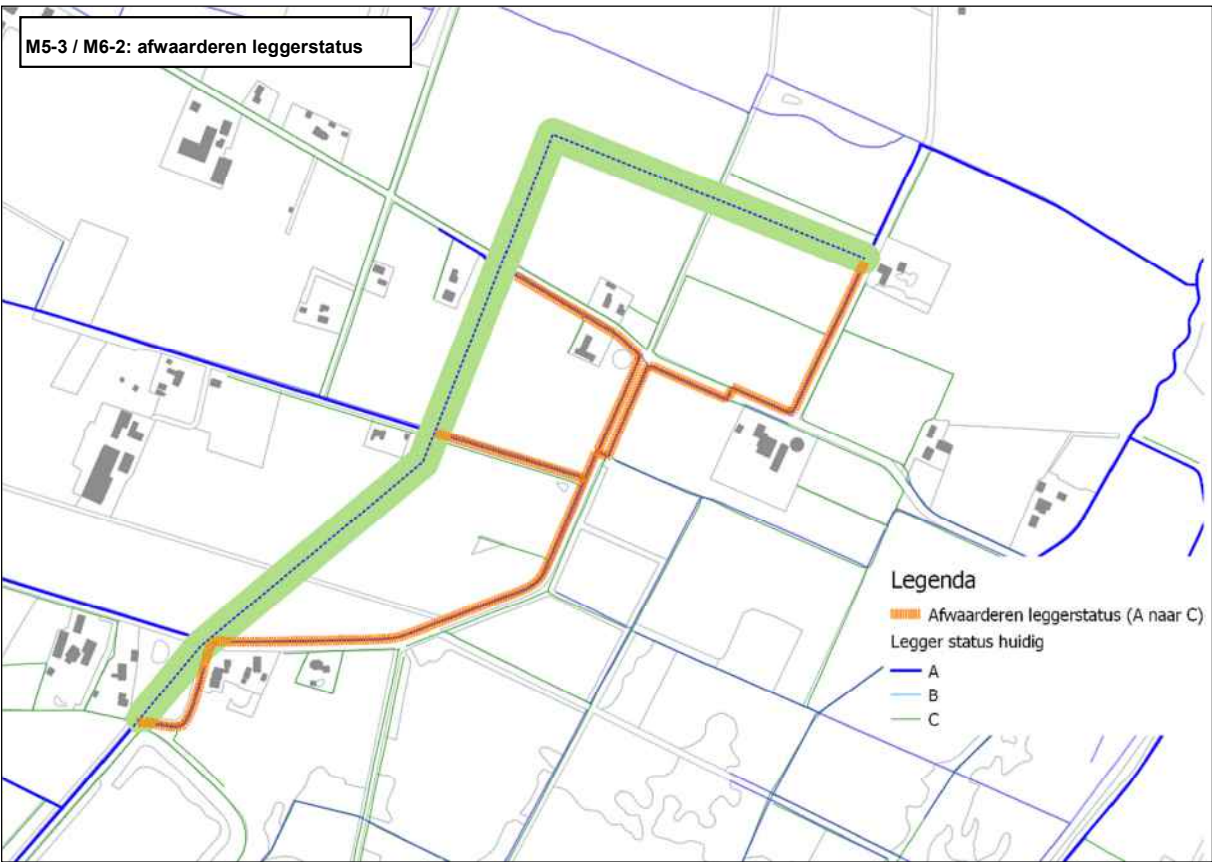 M5-3 / M6-2: afwaarderen leggerstatus
Legenda
Afwaarderen leggerstatus (A naar C)
Legger status huidig
A
B
C